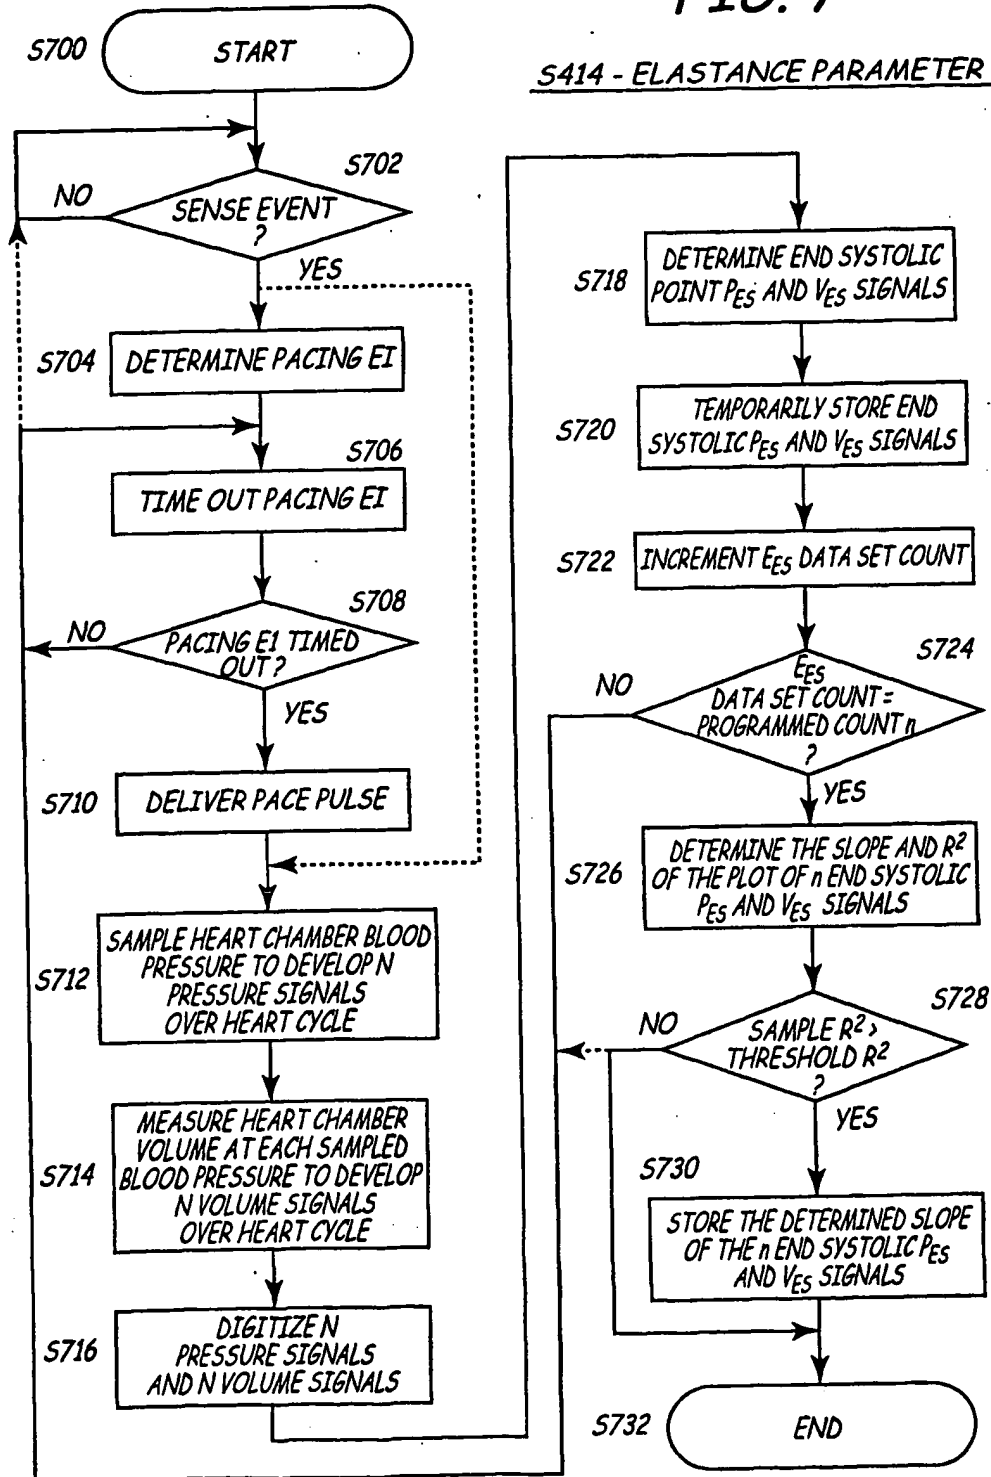 FIG. 7
S414 - ELASTANCE PARAMETER
S700
START
S702
NO
SENSE EVENT
?
YES
S704
DETERMINE PACING EI
S706
TIME OUT PACING EI
S708
NO
PACING EI TIMED
OUT?
YES
S710
DELIVER PACE PULSE
S712
SAMPLE HEART CHAMBER BLOOD
PRESSURE TO DEVELOP N
PRESSURE SIGNALS
OVER HEART CYCLE
S714
MEASURE HEART CHAMBER
VOLUME AT EACH SAMPLED
BLOOD PRESSURE TO DEVELOP
N VOLUME SIGNALS
OVER HEART CYCLE
S716
DIGITIZE N
PRESSURE SIGNALS
AND N VOLUME SIGNALS
S718
DETERMINE END SYSTOLIC
POINT PES AND VES SIGNALS
S720
TEMPORARILY STORE END
SYSTOLIC PES AND VES SIGNALS
S722
INCREMENT EES DATA SET COUNT
S724
NO
EES
DATA SET COUNT =
PROGRAMMED COUNT n
?
YES
S726
DETERMINE THE SLOPE AND R²
OF THE PLOT OF n END SYSTOLIC
PES AND VES SIGNALS
S728
NO
SAMPLE R² >
THRESHOLD R²
?
YES
S730
STORE THE DETERMINED SLOPE
OF THE n END SYSTOLIC PES
AND VES SIGNALS
S732
END